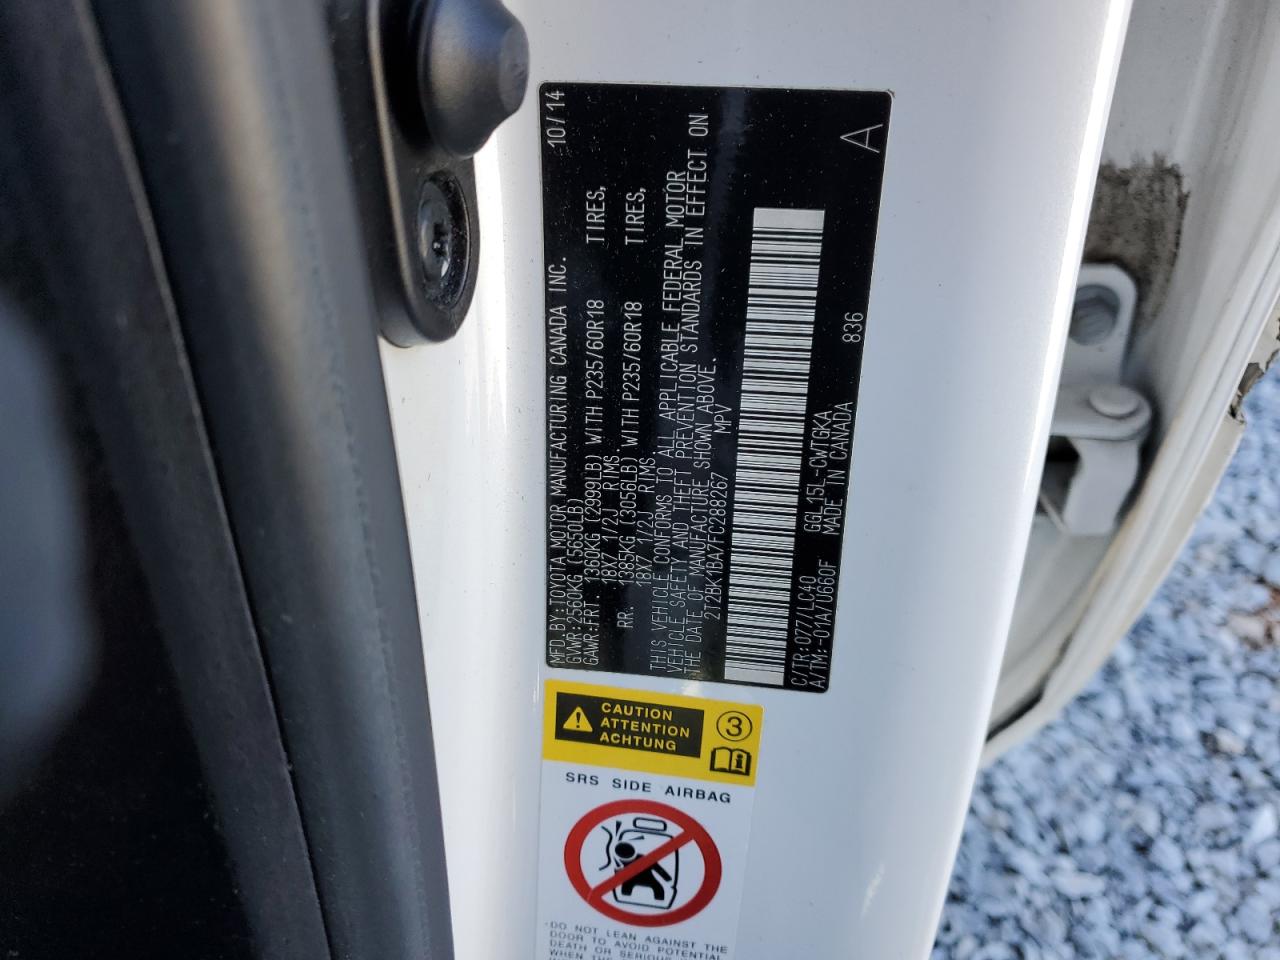 MFD.BY:TOYOTA MOTOR MANUFACTURING CANADA INC. 10/14
GVWR:2560KG(5650LB)
GAWR:FRT. 1360KG(2999LB)WITH P235/60R18 TIRES,
18X7 1/2J RIMS,
RR. 1385KG(3056LB)WITH P235/60R18 TIRES,
18X7 1/2J RIMS
THIS VEHICLE CONFORMS TO ALL APPLICABLE FEDERAL MOTOR
VEHICLE SAFETY AND THEFT PREVENTION STANDARDS IN EFFECT ON
THE DATE OF MANUFACTURE SHOWN ABOVE.
2T2BK1BA7FC288267 MPV
C/TR:077/LC40 GGL15L-CWTGKA 836
A/TM:-01A/U660F MADE IN CANADA
A
CAUTION
ATTENTION
ACHTUNG
3
SRS SIDE AIRBAG
·DO NOT LEAN AGAINST THE
DOOR TO AVOID POTENTIAL
DEATH OR SERIOUS
WHEN THE